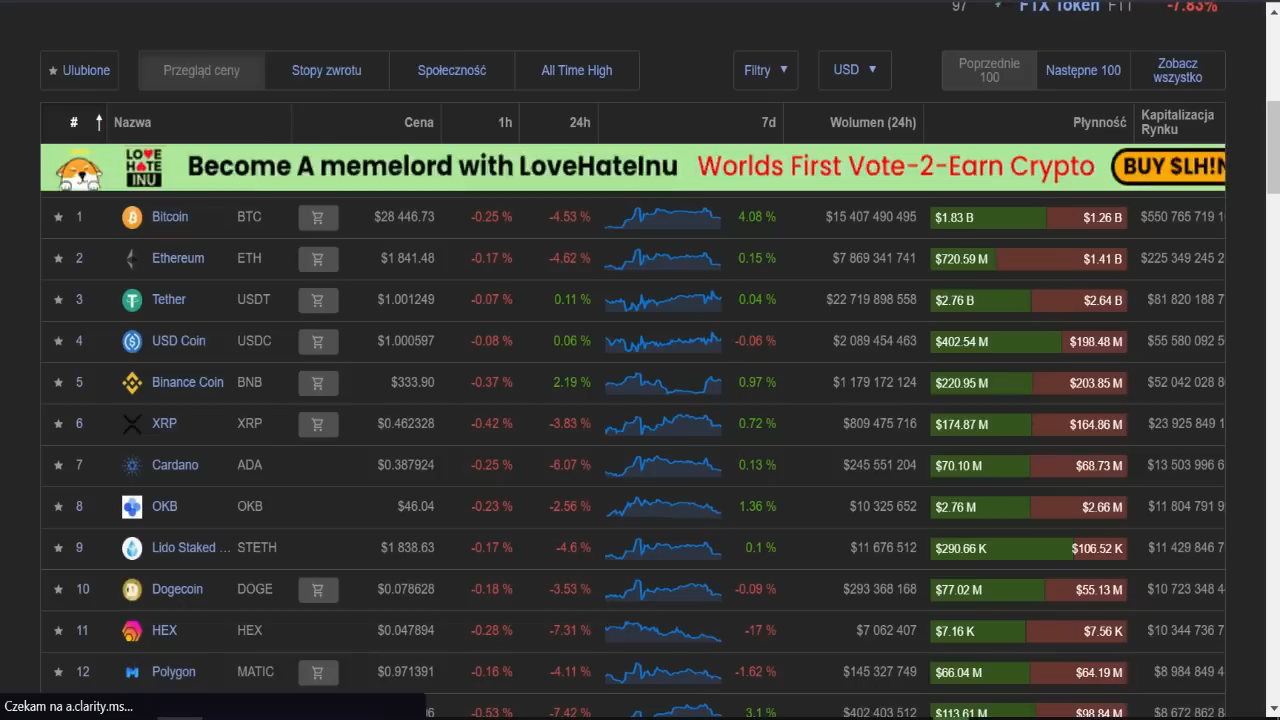 97 FTX Token FTT -7.83%
★ Ulubione Przegląd ceny Stopy zwrotu Społeczność All Time High Filtry ▼ USD ▼ Poprzednie 100 Następne 100 Zobacz wszystko
# ↑ Nazwa Cena 1h 24h 7d Wolumen (24h) Płynność Kapitalizacja Rynku
LOVE HATE INU Become A memelord with LoveHateInu Worlds First Vote-2-Earn Crypto BUY $LH!N
★ 1 Bitcoin BTC $28 446.73 -0.25 % -4.53 % 4.08 % $15 407 490 495 $1.83 B $1.26 B $550 765 719 1
★ 2 Ethereum ETH $1 841.48 -0.17 % -4.62 % 0.15 % $7 869 341 741 $720.59 M $1.41 B $225 349 245 2
★ 3 Tether USDT $1.001249 -0.07 % 0.11 % 0.04 % $22 719 898 558 $2.76 B $2.64 B $81 820 188 7
★ 4 USD Coin USDC $1.000597 -0.08 % 0.06 % -0.06 % $2 089 454 463 $402.54 M $198.48 M $55 580 092 5
★ 5 Binance Coin BNB $333.90 -0.37 % 2.19 % 0.97 % $1 179 172 124 $220.95 M $203.85 M $52 042 028 8
★ 6 XRP XRP $0.462328 -0.42 % -3.83 % 0.72 % $809 475 716 $174.87 M $164.86 M $23 925 849 1
★ 7 Cardano ADA $0.387924 -0.25 % -6.07 % 0.13 % $245 551 204 $70.10 M $68.73 M $13 503 996 6
★ 8 OKB OKB $46.04 -0.23 % -2.56 % 1.36 % $10 325 652 $2.76 M $2.66 M $11 804 791 9
★ 9 Lido Staked ... STETH $1 838.63 -0.17 % -4.6 % 0.1 % $11 676 512 $290.66 K $106.52 K $11 429 846 7
★ 10 Dogecoin DOGE $0.078628 -0.18 % -3.53 % -0.09 % $293 368 168 $77.02 M $55.13 M $10 723 348 4
★ 11 HEX HEX $0.047894 -0.28 % -7.31 % -17 % $7 062 407 $7.16 K $7.56 K $10 344 736 7
★ 12 Polygon MATIC $0.971391 -0.16 % -4.11 % -1.62 % $145 327 749 $66.04 M $64.19 M $8 984 849 4
6 -0.53 % -7.42 % 3.1 % $402 403 512 $113.61 M $98.84 M $8 672 862 8
Czekam na a.clarity.ms...